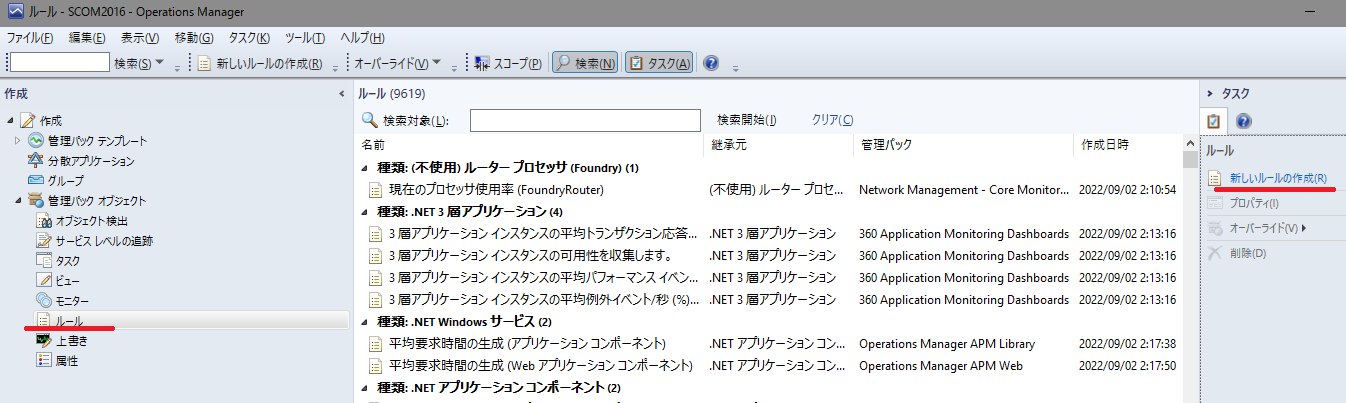 ルール - SCOM2016 - Operations Manager
ファイル(F) 編集(E) 表示(V) 移動(G) タスク(K) ツール(T) ヘルプ(H)
検索(S) 新しいルールの作成(R) オーバーライド(V) スコープ(P) 検索(N) タスク(A)
作成
作成
管理パック テンプレート
分散アプリケーション
グループ
管理パック オブジェクト
オブジェクト検出
サービス レベルの追跡
タスク
ビュー
モニター
ルール
上書き
属性
ルール (9619)
検索対象(L): 検索開始(I) クリア(C)
名前 継承元 管理パック 作成日時
種類: (不使用) ルーター プロセッサ (Foundry) (1)
現在のプロセッサ使用率 (FoundryRouter) (不使用) ルーター プロセ... Network Management - Core Monitor... 2022/09/02 2:10:54
種類: .NET 3 層アプリケーション (4)
3 層アプリケーション インスタンスの平均トランザクション応答... .NET 3 層アプリケーション 360 Application Monitoring Dashboards 2022/09/02 2:13:16
3 層アプリケーション インスタンスの可用性を収集します。 .NET 3 層アプリケーション 360 Application Monitoring Dashboards 2022/09/02 2:13:16
3 層アプリケーション インスタンスの平均パフォーマンス イベン... .NET 3 層アプリケーション 360 Application Monitoring Dashboards 2022/09/02 2:13:16
3 層アプリケーション インスタンスの平均例外イベント/秒 (%)... .NET 3 層アプリケーション 360 Application Monitoring Dashboards 2022/09/02 2:13:16
種類: .NET Windows サービス (2)
平均要求時間の生成 (アプリケーション コンポーネント) .NET アプリケーション コン... Operations Manager APM Library 2022/09/02 2:17:38
平均要求時間の生成 (Web アプリケーション コンポーネント) .NET アプリケーション コン... Operations Manager APM Web 2022/09/02 2:17:50
種類: .NET アプリケーション コンポーネント (2)
タスク
ルール
新しいルールの作成(R)
プロパティ(I)
オーバーライド(V)
削除(D)